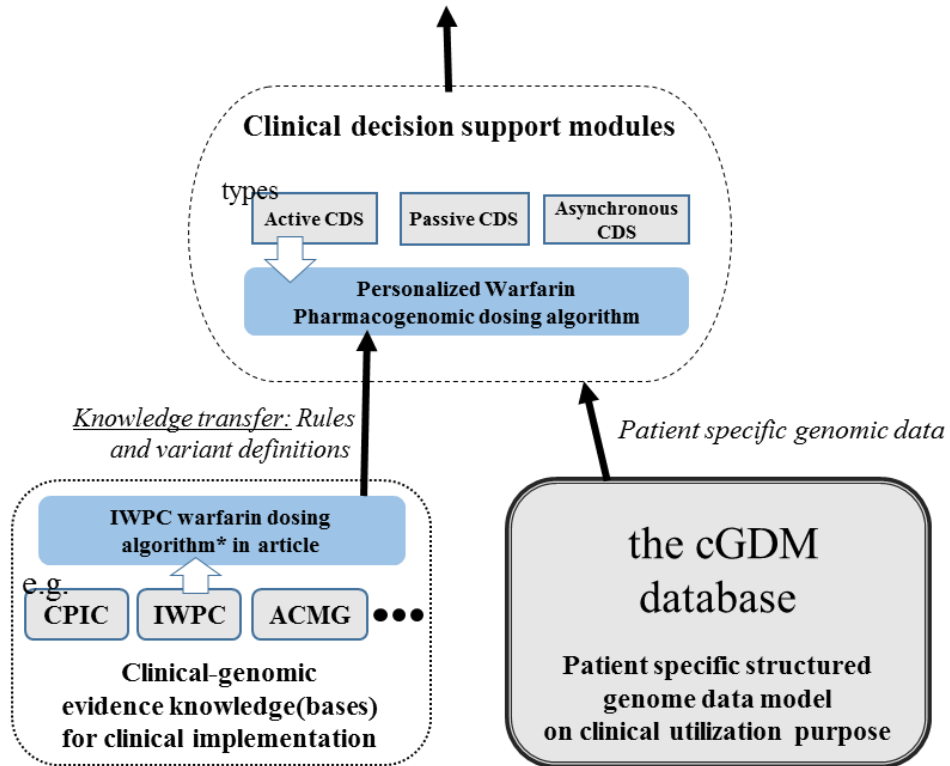 Clinical decision support modules
types
Active CDS
Passive CDS
Asynchronous
CDS
Personalized Warfarin
Pharmacogenomic dosing algorithm
Knowledge transfer: Rules
and variant definitions
Patient specific genomic data
IWPC warfarin dosing
algorithm* in article
e.g.
CPIC
IWPC
ACMG
•••
Clinical-genomic
evidence knowledge(bases)
for clinical implementation
the cGDM
database
Patient specific structured
genome data model
on clinical utilization purpose